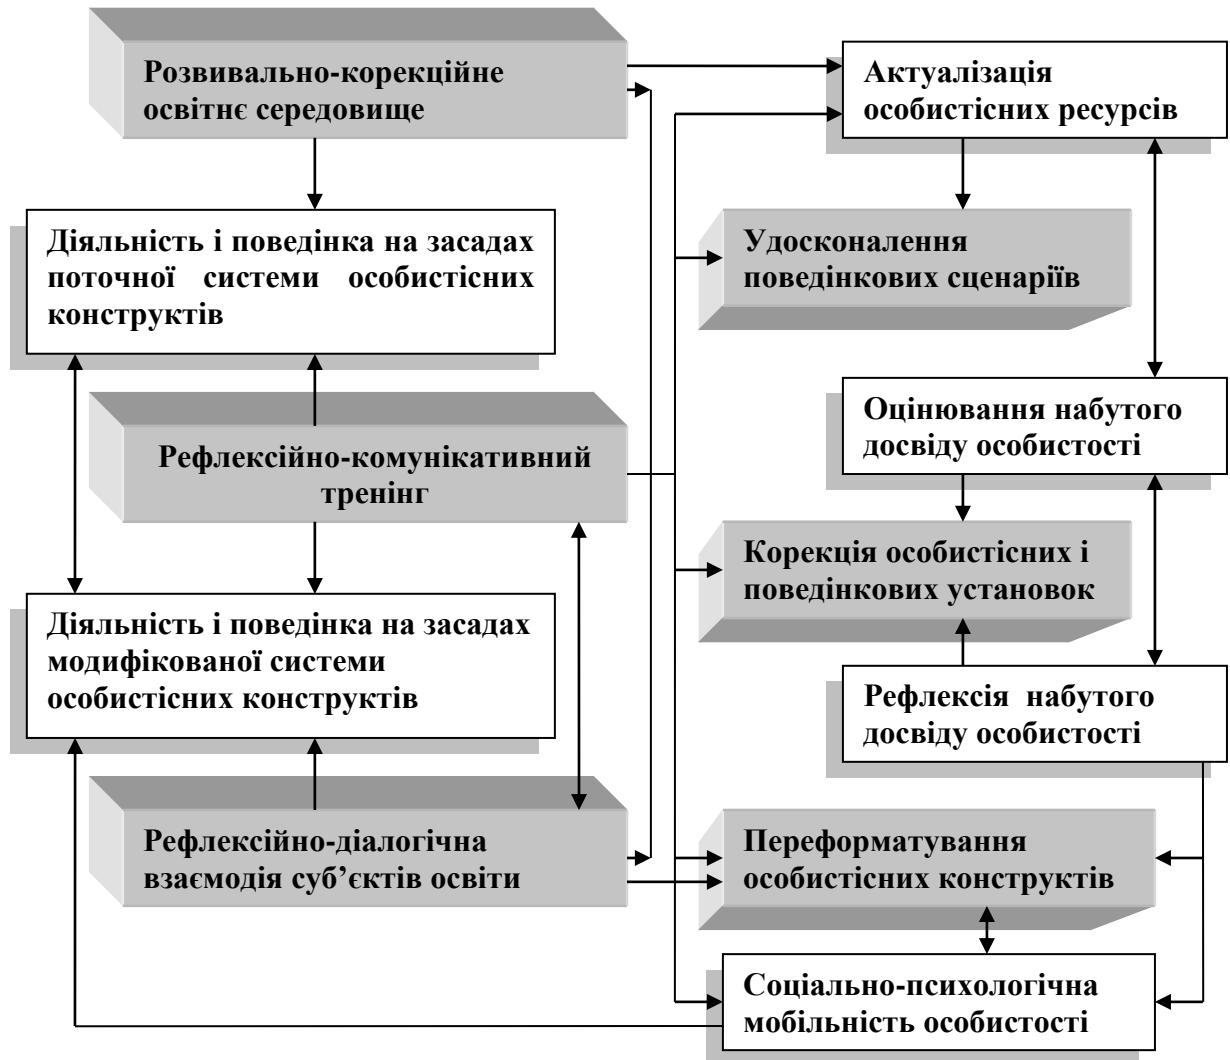 Розвивально-корекційне
освітнє середовище
Актуалізація
особистісних ресурсів
Діяльність і поведінка на засадах
поточної системи особистісних
конструктів
Удосконалення
поведінкових сценаріїв
Рефлексійно-комунікативний
тренінг
Оцінювання набутого
досвіду особистості
Корекція особистісних і
поведінкових установок
Діяльність і поведінка на засадах
модифікованої системи
особистісних конструктів
Рефлексія набутого
досвіду особистості
Рефлексійно-діалогічна
взаємодія суб’єктів освіти
Переформатування
особистісних конструктів
Соціально-психологічна
мобільність особистості